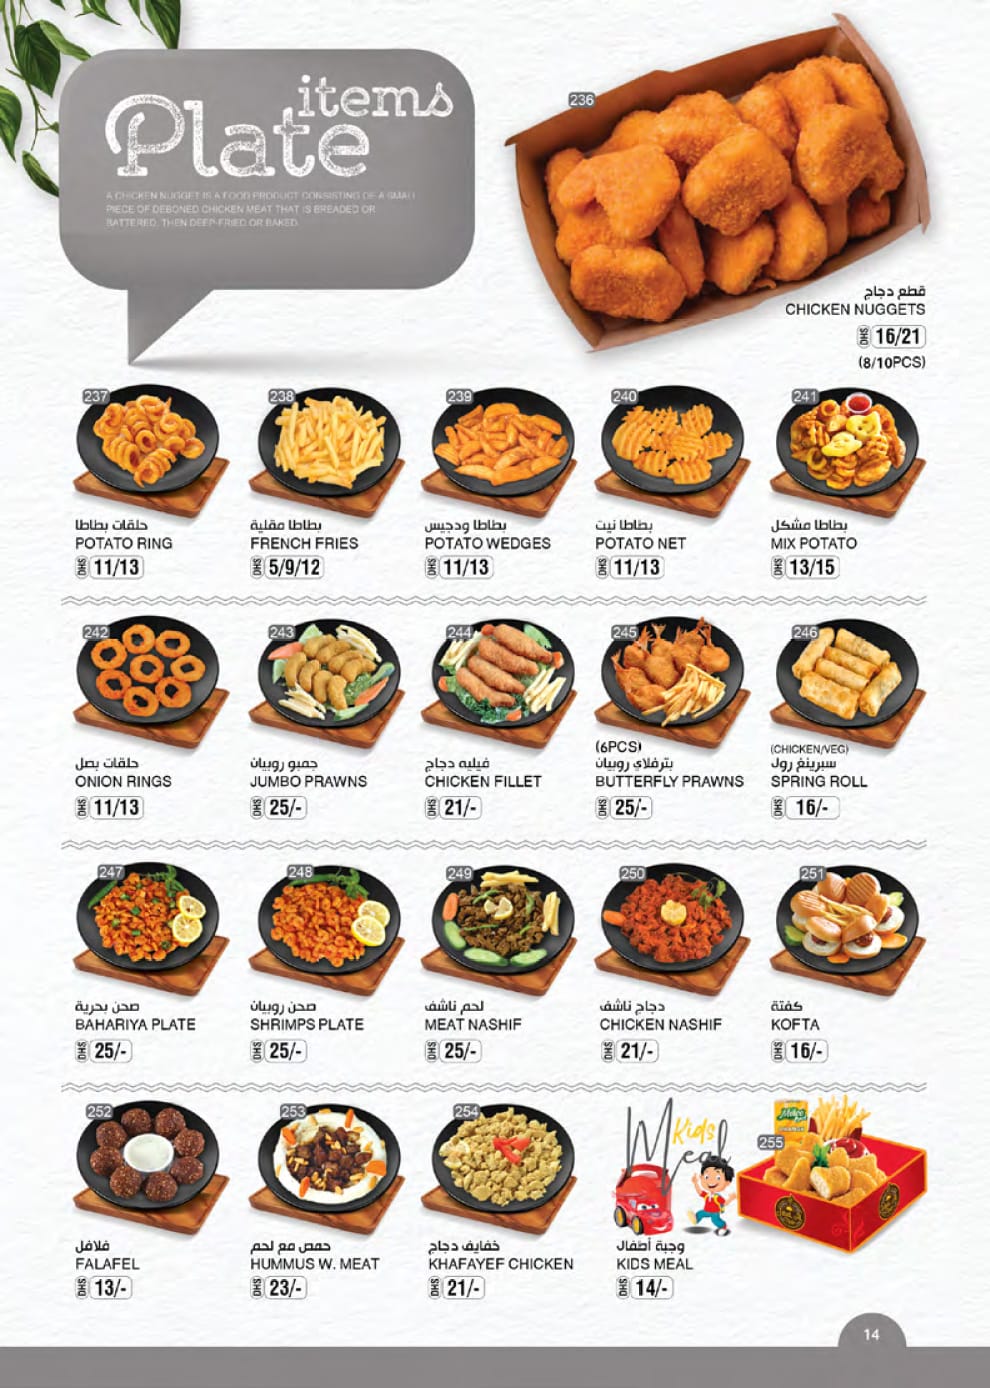 items
Plate
A CHICKEN NUGGET IS A FOOD PRODUCT CONSISTING OF A SMALL
PIECE OF DEBONED CHICKEN MEAT THAT IS BREADED OR
BATTERED, THEN DEEP-FRIED OR BAKED.
236
قطع دجاج
CHICKEN NUGGETS
DHS 16/21
(8/10PCS)
237
حلقات بطاطا
POTATO RING
DHS 11/13
238
بطاطا مقلية
FRENCH FRIES
DHS 5/9/12
239
بطاطا ودجيس
POTATO WEDGES
DHS 11/13
240
بطاطا نيت
POTATO NET
DHS 11/13
241
بطاطا مشكل
MIX POTATO
DHS 13/15
242
حلقات بصل
ONION RINGS
DHS 11/13
243
جمبو روبيان
JUMBO PRAWNS
DHS 25/-
244
فيليه دجاج
CHICKEN FILLET
DHS 21/-
245
(6PCS)
بترفلاي روبيان
BUTTERFLY PRAWNS
DHS 25/-
246
(CHICKEN/VEG)
سبرينغ رول
SPRING ROLL
DHS 16/-
247
صحن بحرية
BAHARIYA PLATE
DHS 25/-
248
صحن روبيان
SHRIMPS PLATE
DHS 25/-
249
لحم ناشف
MEAT NASHIF
DHS 25/-
250
دجاج ناشف
CHICKEN NASHIF
DHS 21/-
251
كفتة
KOFTA
DHS 16/-
252
فلافل
FALAFEL
DHS 13/-
253
حمص مع لحم
HUMMUS W. MEAT
DHS 23/-
254
خفايف دجاج
KHAFAYEF CHICKEN
DHS 21/-
Kids
Meal
255
وجبة أطفال
KIDS MEAL
DHS 14/-
14